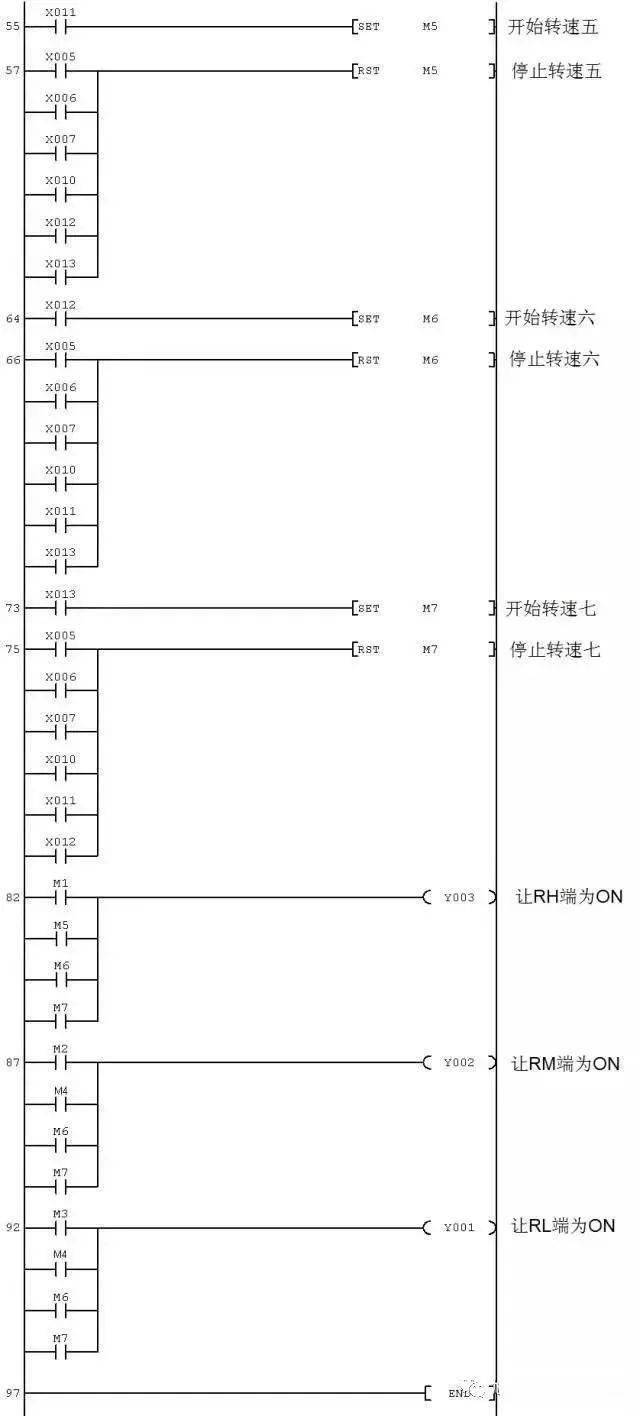 X011
55 SET M5 开始转速五
X005
57 RST M5 停止转速五
X006
X007
X010
X012
X013
X012
64 SET M6 开始转速六
X005
66 RST M6 停止转速六
X006
X007
X010
X011
X013
X013
73 SET M7 开始转速七
X005
75 RST M7 停止转速七
X006
X007
X010
X011
X012
M1
82 Y003 让RH端为ON
M5
M6
M7
M2
87 Y002 让RM端为ON
M4
M6
M7
M3
92 Y001 让RL端为ON
M4
M6
M7
97 END